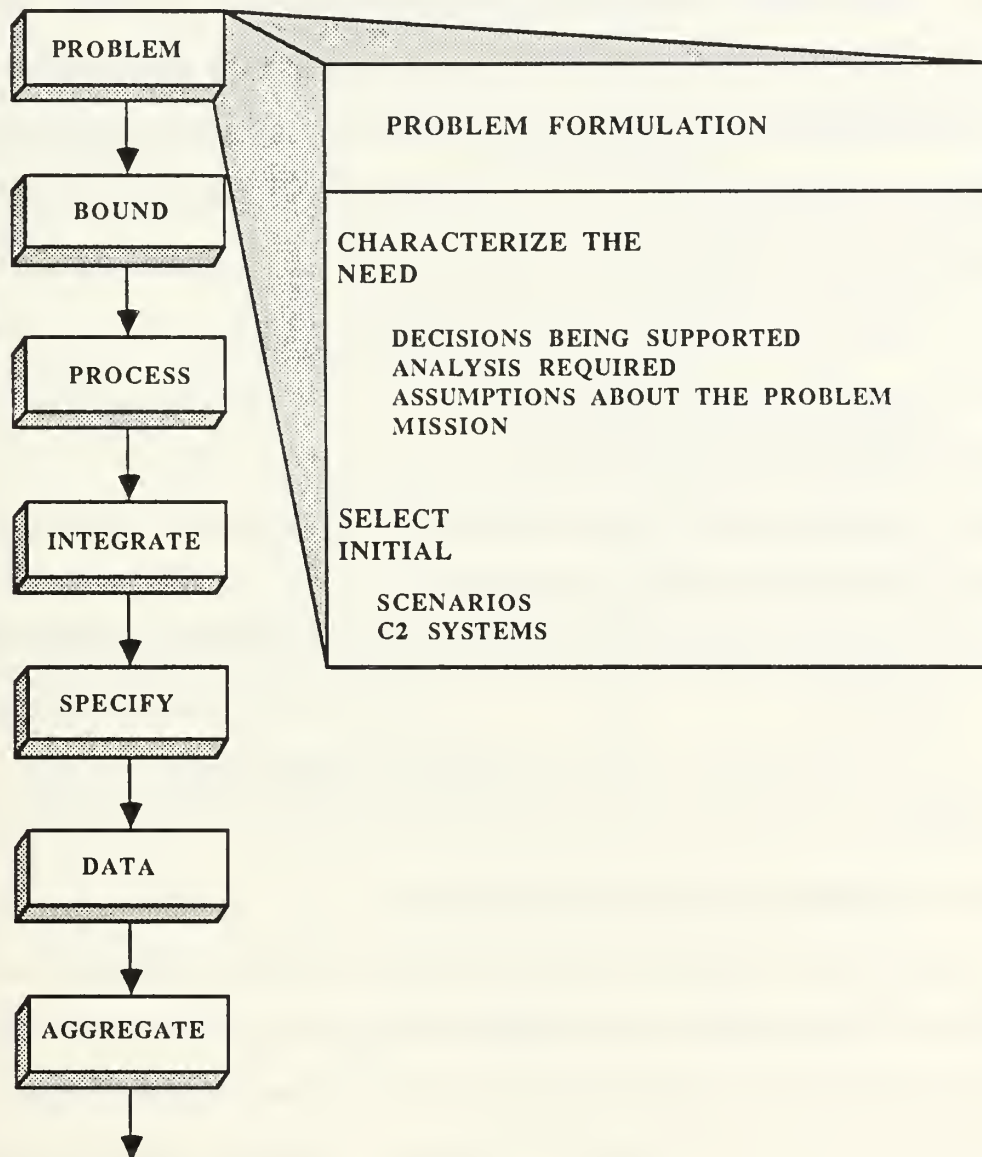 PROBLEM
BOUND
PROCESS
INTEGRATE
SPECIFY
DATA
AGGREGATE
PROBLEM FORMULATION
CHARACTERIZE THE
NEED
DECISIONS BEING SUPPORTED
ANALYSIS REQUIRED
ASSUMPTIONS ABOUT THE PROBLEM
MISSION
SELECT
INITIAL
SCENARIOS
C2 SYSTEMS